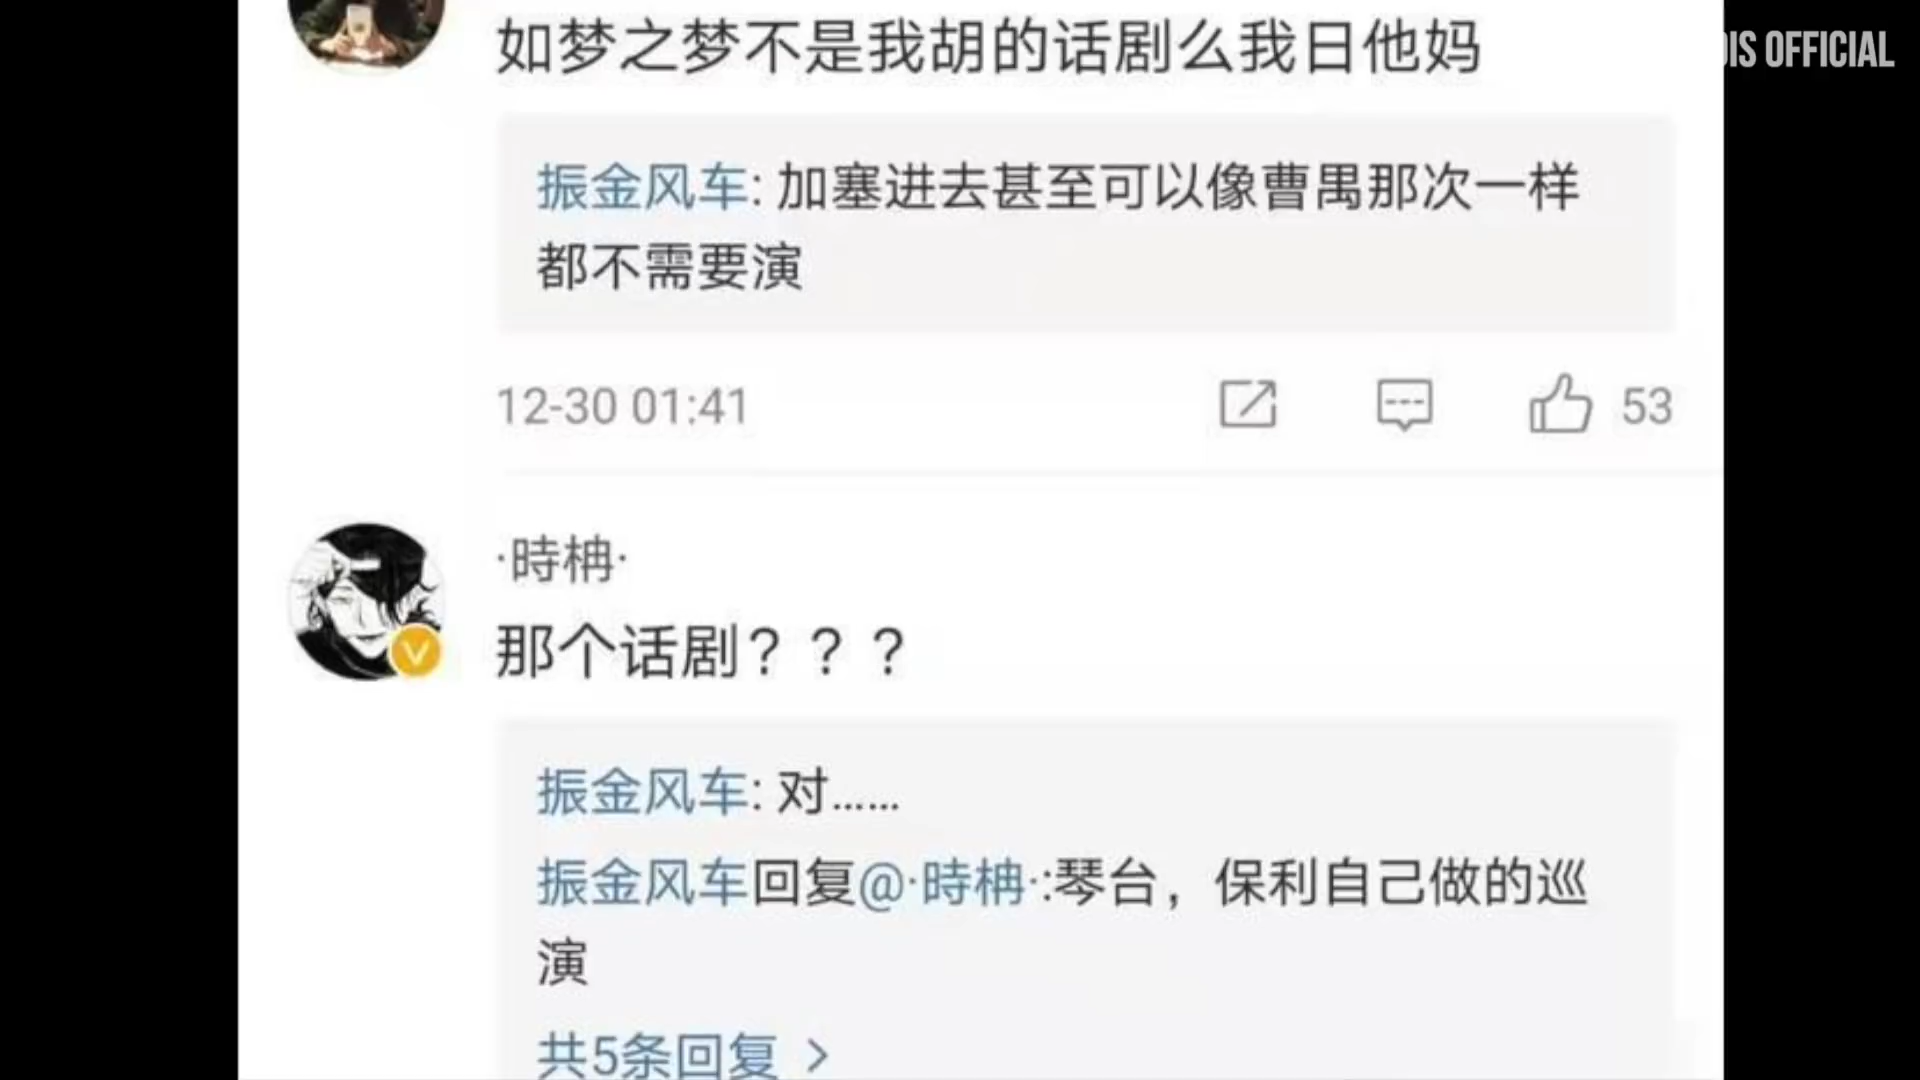 如梦之梦不是我胡的话剧么我日他妈
DIS OFFICIAL
振金风车: 加塞进去甚至可以像曹禺那次一样
都不需要演
12-30 01:41
53
·時柟·
那个话剧？？？
振金风车: 对……
振金风车回复@·時柟·:琴台，保利自己做的巡
演
共5条回复 >